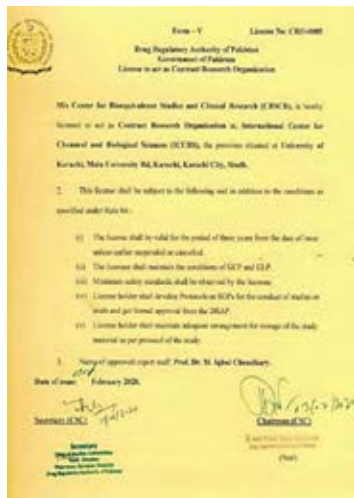 Form – V License No: CRO-0005
Drug Regulatory Authority of Pakistan
Government of Pakistan
License to act as Contract Research Organization
M/s Center for Bioequivalence Studies and Clinical Research (CBSCR), is hereby
licensed to act as Contract Research Organization at, International Center for
Chemical and Biological Sciences (ICCBS), the premises situated at University of
Karachi, Main University Rd, Karachi, Karachi City, Sindh.
2. This license shall be subject to the following and in addition to the conditions as
specified under Rule
(i) The license shall be valid for the period of three years from the date of issue
unless earlier suspended or cancelled.
(ii) The licensee shall maintain the conditions of GCP and GLP.
(iii) Minimum safety standards shall be observed by the licensee.
(iv) License holder shall develop Protocols or SOPs for the conduct of studies or
trials and get formal approval from the DRAP.
(v) License holder shall maintain adequate arrangement for storage of the study
material as per protocol of the study.
3. Name of approved expert staff: Prof. Dr. M. Iqbal Choudhary.
Date of issue: February 2020.
Secretary (CSC) Chairman (CSC)
Secretary
(Seal)